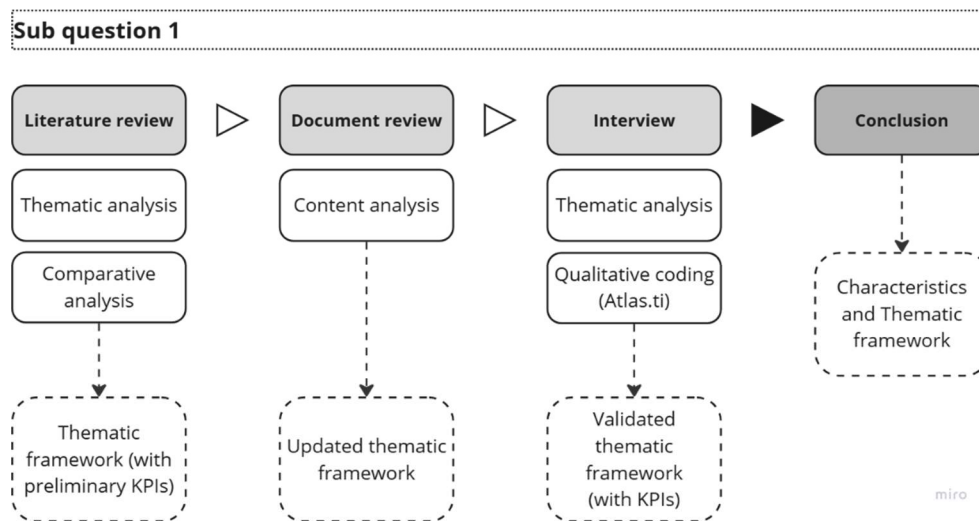 Sub question 1
Literature review
Document review
Interview
Conclusion
Thematic analysis
Content analysis
Thematic analysis
Comparative
analysis
Qualitative coding
(Atlas.ti)
Characteristics
and Thematic
framework
Thematic
framework (with
preliminary KPIs)
Updated thematic
framework
Validated
thematic
framework
(with KPIs)
miro